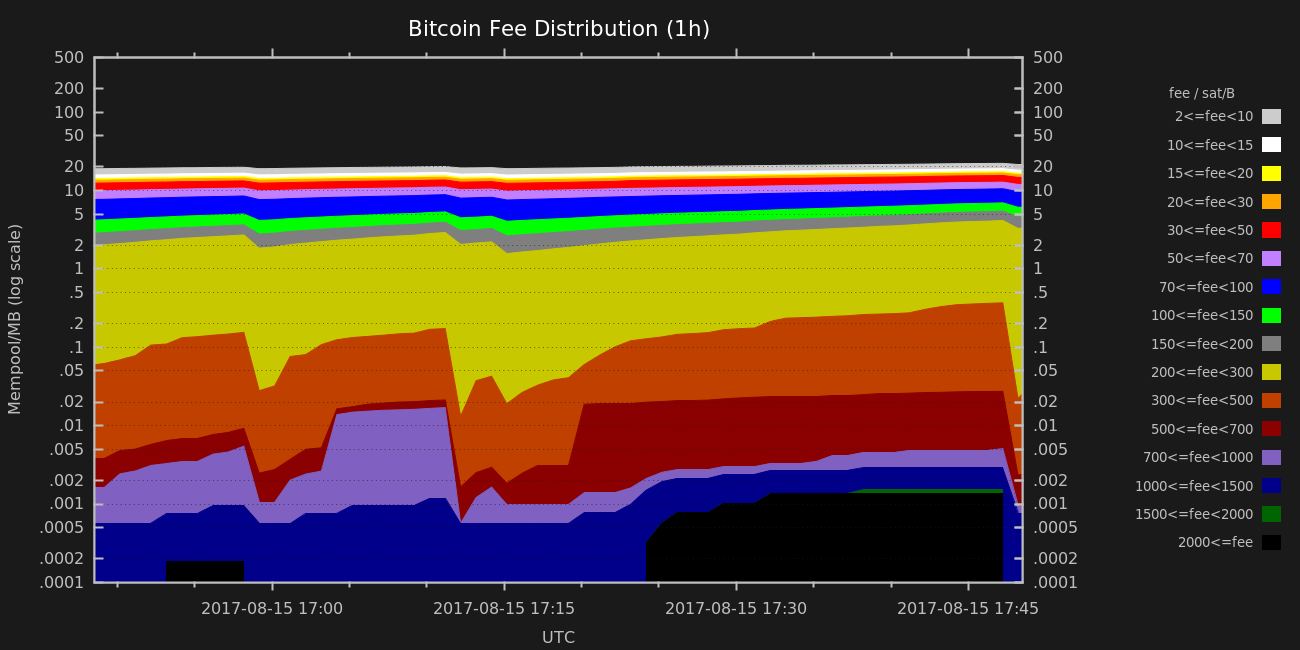 Bitcoin Fee Distribution (1h)
Mempool/MB (log scale)
500
200
100
50
20
10
5
2
1
.5
.2
.1
.05
.02
.01
.005
.002
.001
.0005
.0002
.0001
500
200
100
50
20
10
5
2
1
.5
.2
.1
.05
.02
.01
.005
.002
.001
.0005
.0002
.0001
2017-08-15 17:00
2017-08-15 17:15
2017-08-15 17:30
2017-08-15 17:45
UTC
fee / sat/B
2<=fee<10
10<=fee<15
15<=fee<20
20<=fee<30
30<=fee<50
50<=fee<70
70<=fee<100
100<=fee<150
150<=fee<200
200<=fee<300
300<=fee<500
500<=fee<700
700<=fee<1000
1000<=fee<1500
1500<=fee<2000
2000<=fee